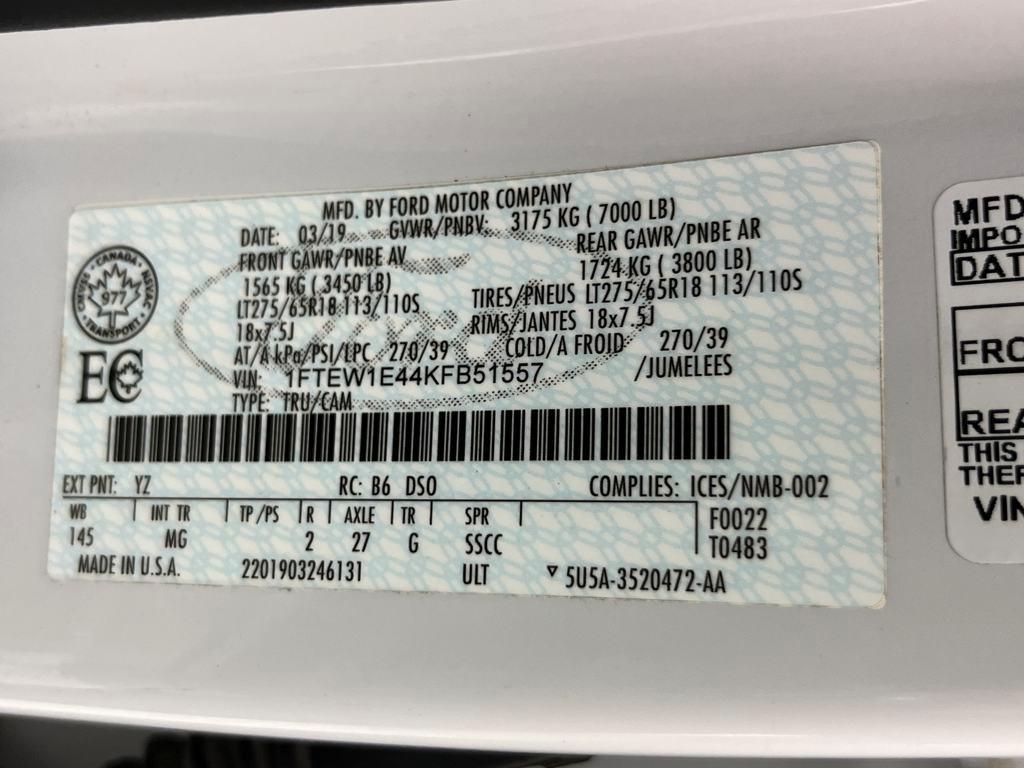 MFD. BY FORD MOTOR COMPANY
DATE: 03/19 GVWR/PNBV: 3175 KG ( 7000 LB)
FRONT GAWR/PNBE AV REAR GAWR/PNBE AR
1565 KG ( 3450 LB) 1724 KG ( 3800 LB)
LT275/65R18 113/110S TIRES/PNEUS LT275/65R18 113/110S
18x7.5J RIMS/JANTES 18x7.5J
AT/A kPa/PSI/LPC 270/39 COLD/A FROID 270/39
VIN: 1FTEW1E44KFB51557 /JUMELEES
TYPE: TRU/CAM
CANADA
CMVSS NSVAC
977
TRANSPORT
EC
EXT PNT: YZ RC: B6 DSO COMPLIES: ICES/NMB-002
WB INT TR TP/PS R AXLE TR SPR F0022
145 MG 2 27 G SSCC T0483
MADE IN U.S.A. 2201903246131 ULT ▽ 5U5A-3520472-AA
MFD
IMPO
DAT
FRO
REA
THIS
THER
VIN